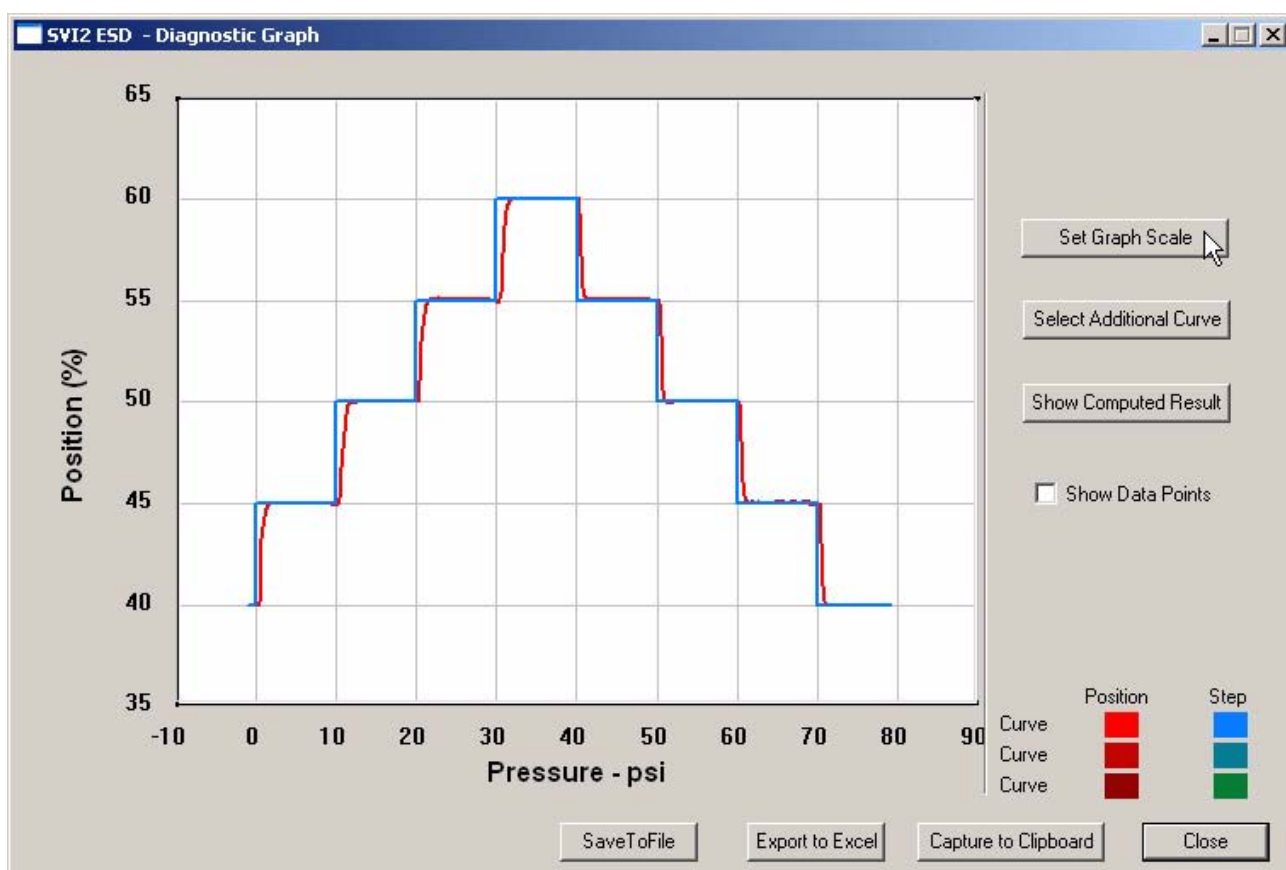 SVI2 ESD - Diagnostic Graph
65
60
55
50
45
40
35
Position (%)
-10 0 10 20 30 40 50 60 70 80 90
Pressure - psi
Set Graph Scale
Select Additional Curve
Show Computed Result
Show Data Points
Position Step
Curve
Curve
Curve
SaveToFile Export to Excel Capture to Clipboard Close